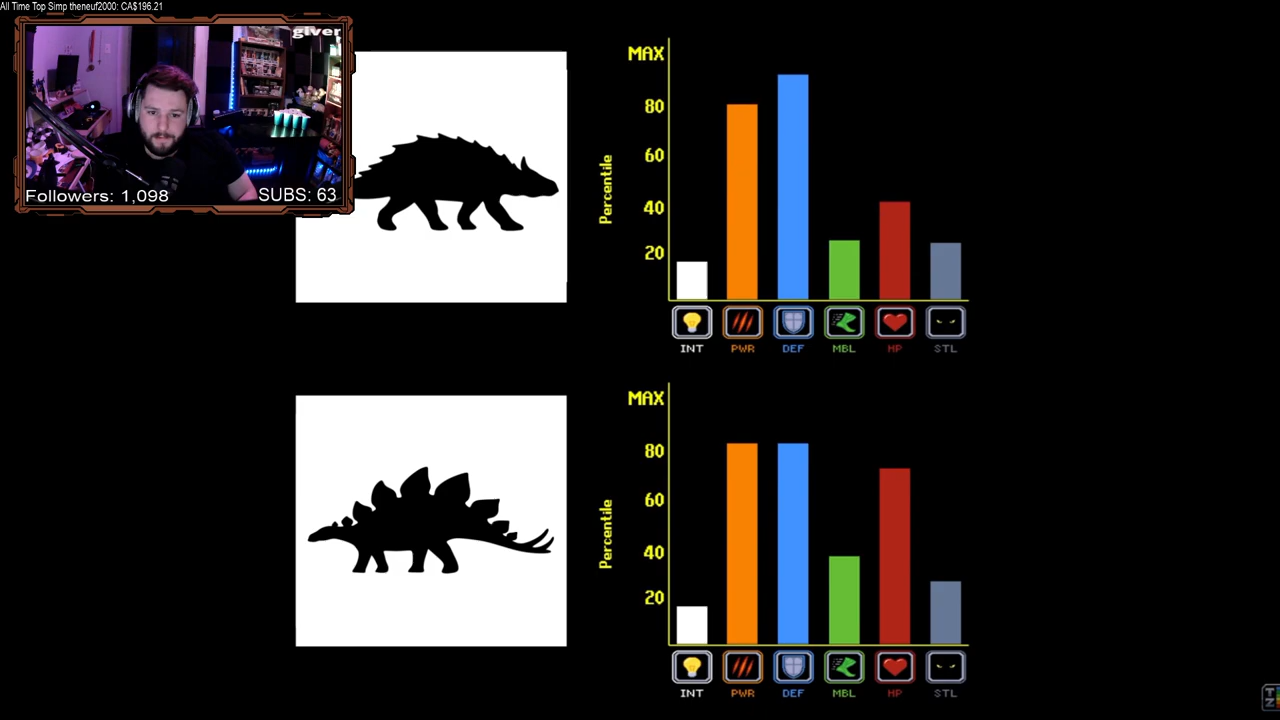 All Time Top Simp theneuf2000: CA$196.21
giver
Followers: 1,098
SUBS: 63
MAX
80
60
40
20
Percentile
INT PWR DEF MBL HP STL
MAX
80
60
40
20
Percentile
INT PWR DEF MBL HP STL
TZ